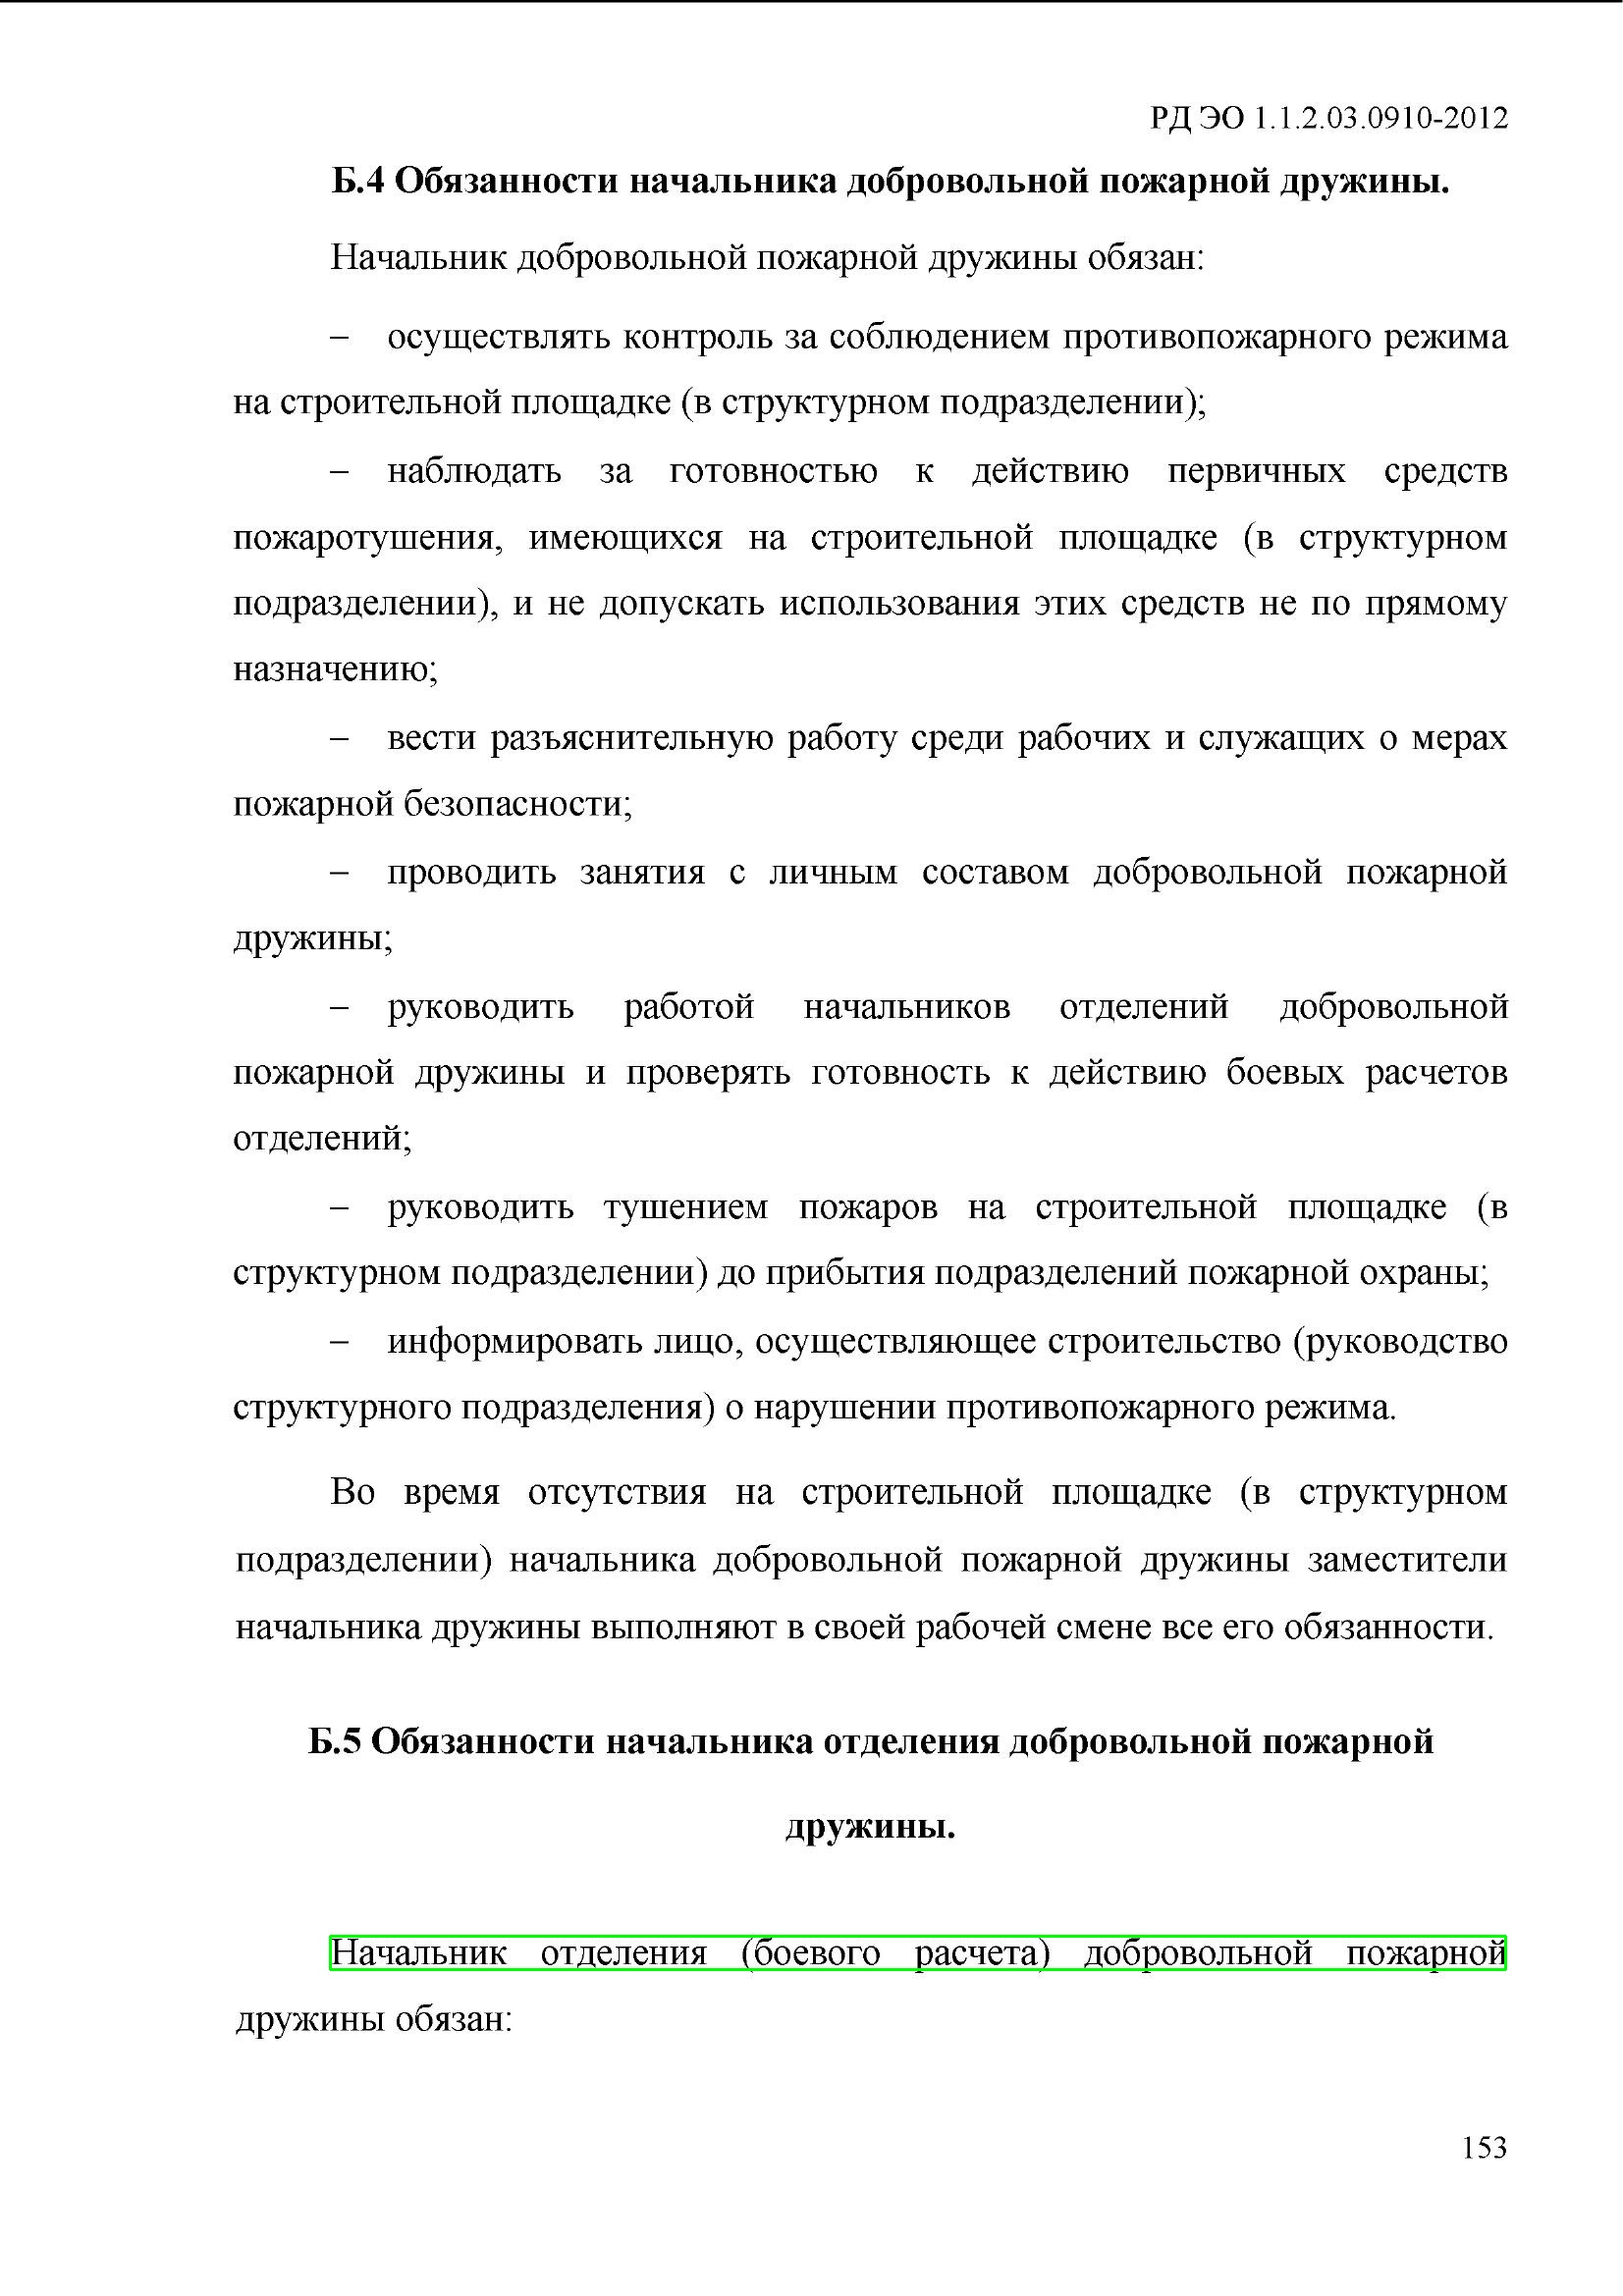 РД ЭО 1.1.2.03.0910-2012
Б.4 Обязанности начальника добровольной пожарной дружины.
Начальник добровольной пожарной дружины обязан:
– осуществлять контроль за соблюдением противопожарного режима
на строительной площадке (в структурном подразделении);
– наблюдать за готовностью к действию первичных средств
пожаротушения, имеющихся на строительной площадке (в структурном
подразделении), и не допускать использования этих средств не по прямому
назначению;
– вести разъяснительную работу среди рабочих и служащих о мерах
пожарной безопасности;
– проводить занятия с личным составом добровольной пожарной
дружины;
– руководить работой начальников отделений добровольной
пожарной дружины и проверять готовность к действию боевых расчетов
отделений;
– руководить тушением пожаров на строительной площадке (в
структурном подразделении) до прибытия подразделений пожарной охраны;
– информировать лицо, осуществляющее строительство (руководство
структурного подразделения) о нарушении противопожарного режима.
Во время отсутствия на строительной площадке (в структурном
подразделении) начальника добровольной пожарной дружины заместители
начальника дружины выполняют в своей рабочей смене все его обязанности.
Б.5 Обязанности начальника отделения добровольной пожарной
дружины.
Начальник отделения (боевого расчета) добровольной пожарной
дружины обязан:
153